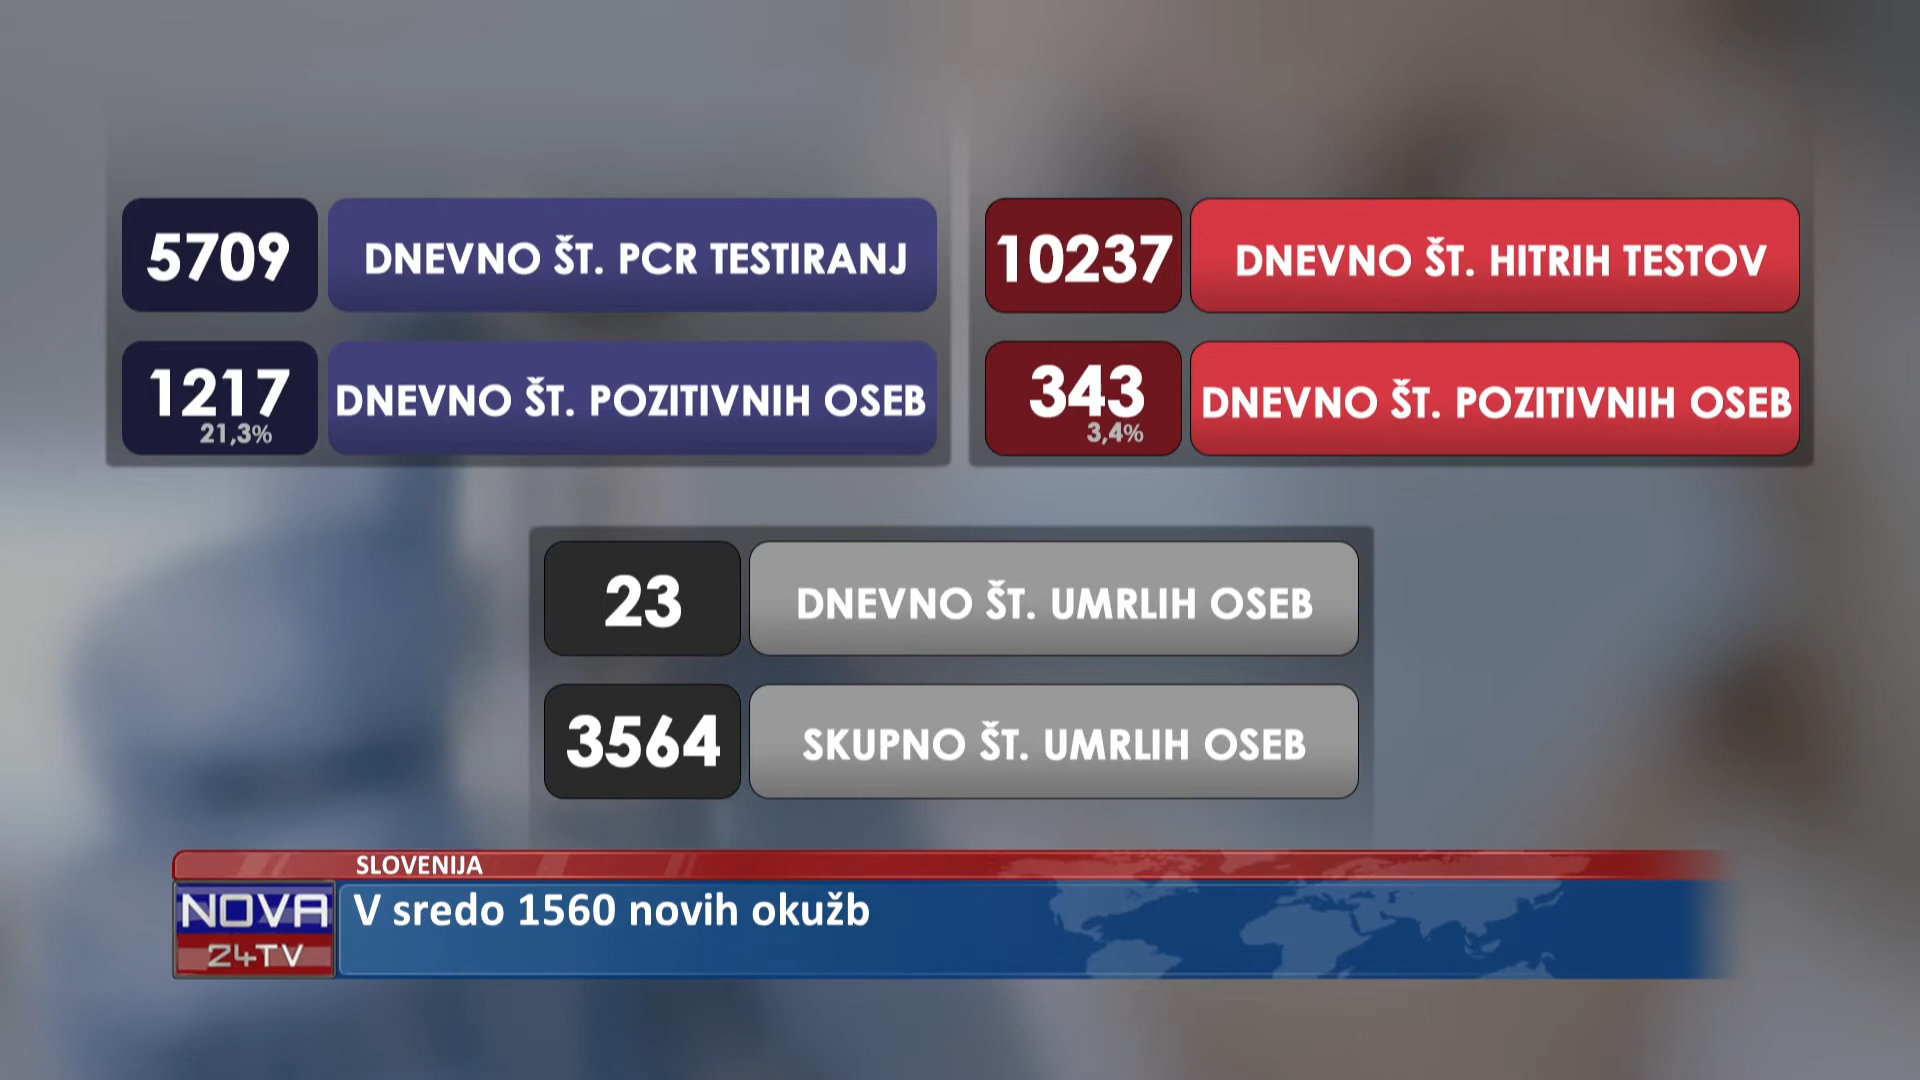 5709
DNEVNO ŠT. PCR TESTIRANJ
1217
21,3%
DNEVNO ŠT. POZITIVNIH OSEB
10237
DNEVNO ŠT. HITRIH TESTOV
343
3,4%
DNEVNO ŠT. POZITIVNIH OSEB
23
DNEVNO ŠT. UMRLIH OSEB
3564
SKUPNO ŠT. UMRLIH OSEB
SLOVENIJA
NOVA
24TV
V sredo 1560 novih okužb